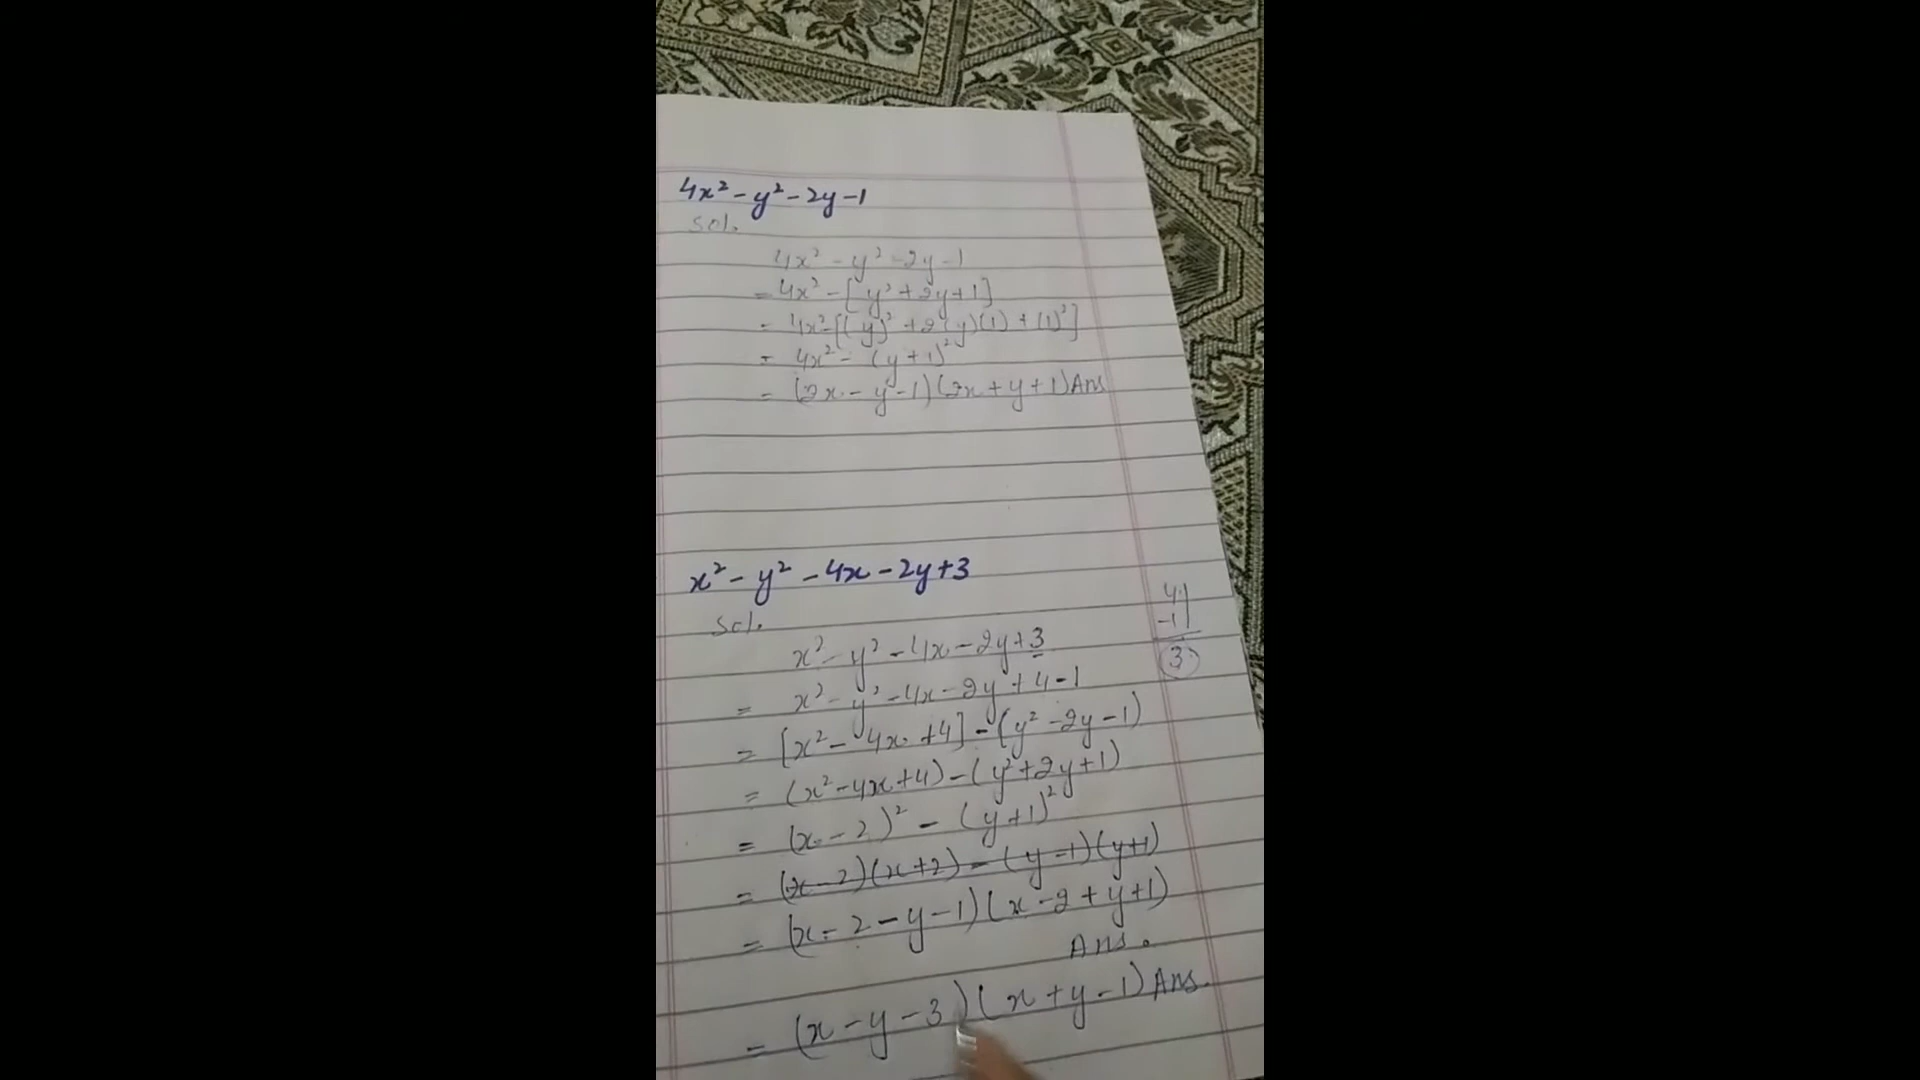 4x² - y² - 2y - 1
Sol.
4x² - y² - 2y - 1
= 4x² - [y² + 2y + 1]
= 4x² - [(y)² + 2(y)(1) + (1)²]
= 4x² - (y + 1)²
= (2x - y - 1)(2x + y + 1) Ans
x² - y² - 4x - 2y + 3
Sol.
4
-1
3
x² - y² - 4x - 2y + 3
= x² - y² - 4x - 2y + 4 - 1
= [x² - 4x + 4] - (y² - 2y - 1)
= (x² - 4x + 4) - (y² + 2y + 1)
= (x - 2)² - (y + 1)²
= (x - 2)(x + 2) - (y - 1)(y + 1)
= (x - 2 - y - 1)(x - 2 + y + 1)
Ans.
= (x - y - 3)(x + y - 1) Ans.